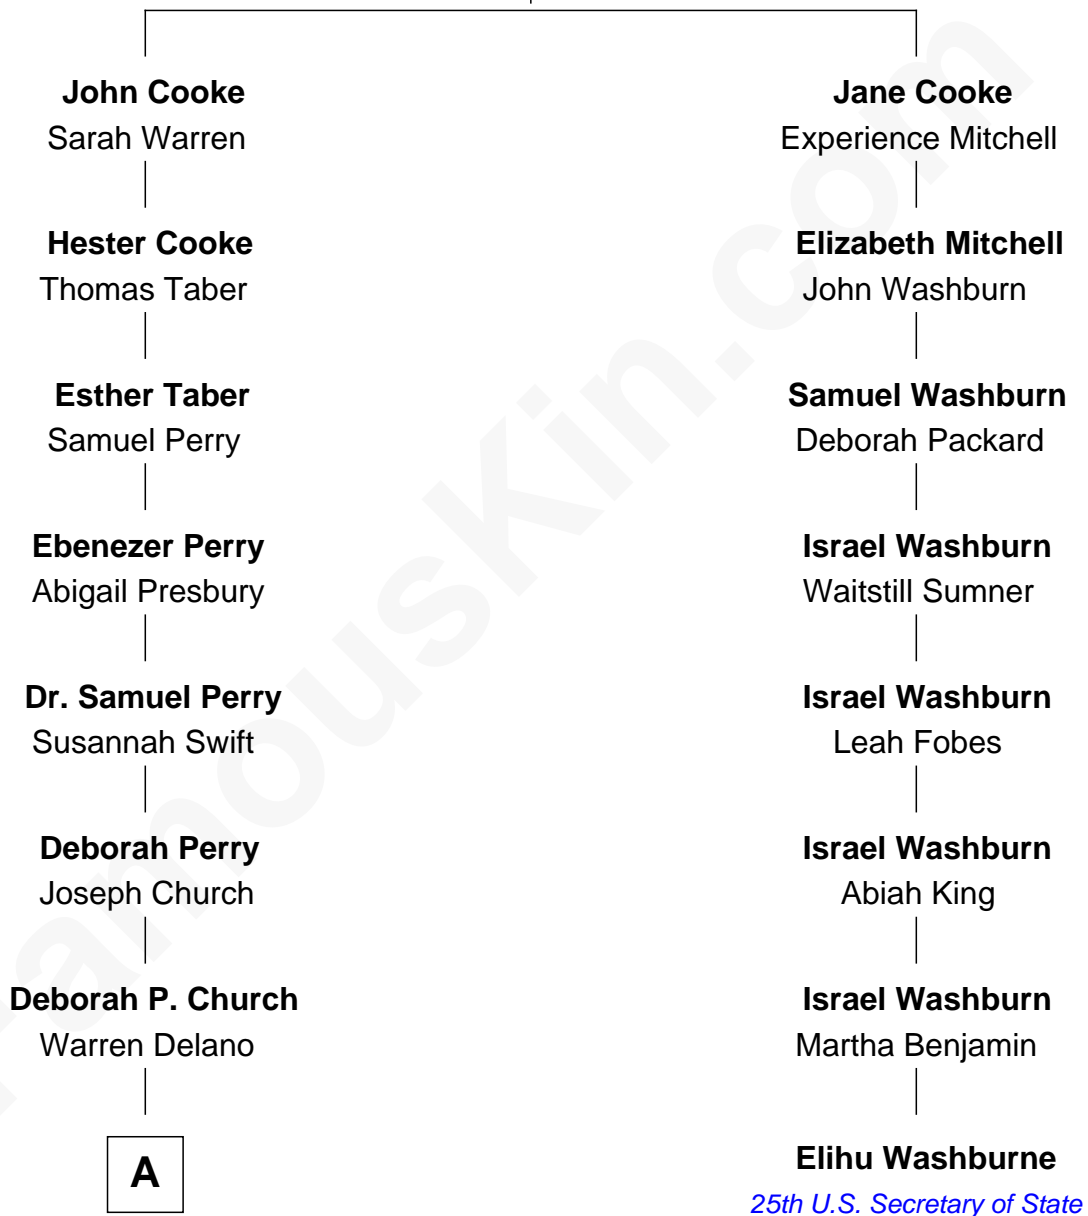 John Cooke
Sarah Warren
Hester Cooke
Thomas Taber
Esther Taber
Samuel Perry
Ebenezer Perry
Abigail Presbury
Dr. Samuel Perry
Susannah Swift
Deborah Perry
Joseph Church
Deborah P. Church
Warren Delano
A
Jane Cooke
Experience Mitchell
Elizabeth Mitchell
John Washburn
Samuel Washburn
Deborah Packard
Israel Washburn
Waitstill Sumner
Israel Washburn
Leah Fobes
Israel Washburn
Abiah King
Israel Washburn
Martha Benjamin
Elihu Washburne
25th U.S. Secretary of State
FamousKin.com